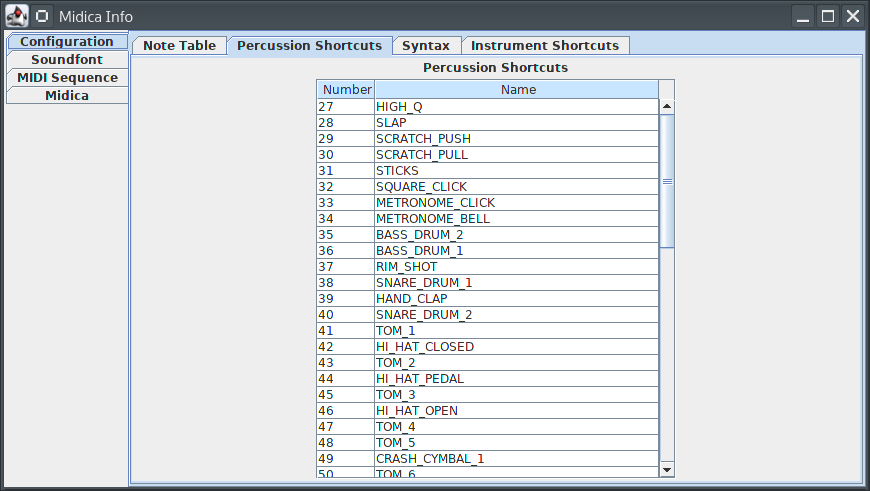 Midica Info
Configuration
Soundfont
MIDI Sequence
Midica
Note Table Percussion Shortcuts Syntax Instrument Shortcuts
Percussion Shortcuts
Number Name
27 HIGH_Q
28 SLAP
29 SCRATCH_PUSH
30 SCRATCH_PULL
31 STICKS
32 SQUARE_CLICK
33 METRONOME_CLICK
34 METRONOME_BELL
35 BASS_DRUM_2
36 BASS_DRUM_1
37 RIM_SHOT
38 SNARE_DRUM_1
39 HAND_CLAP
40 SNARE_DRUM_2
41 TOM_1
42 HI_HAT_CLOSED
43 TOM_2
44 HI_HAT_PEDAL
45 TOM_3
46 HI_HAT_OPEN
47 TOM_4
48 TOM_5
49 CRASH_CYMBAL_1
50 TOM_6